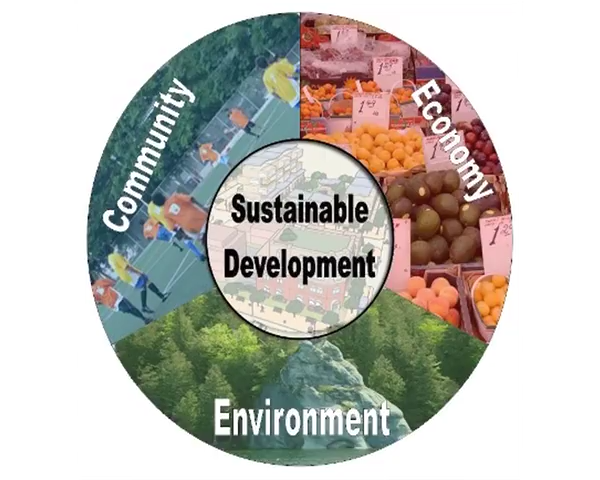 Community
Economy
Sustainable
Development
Environment